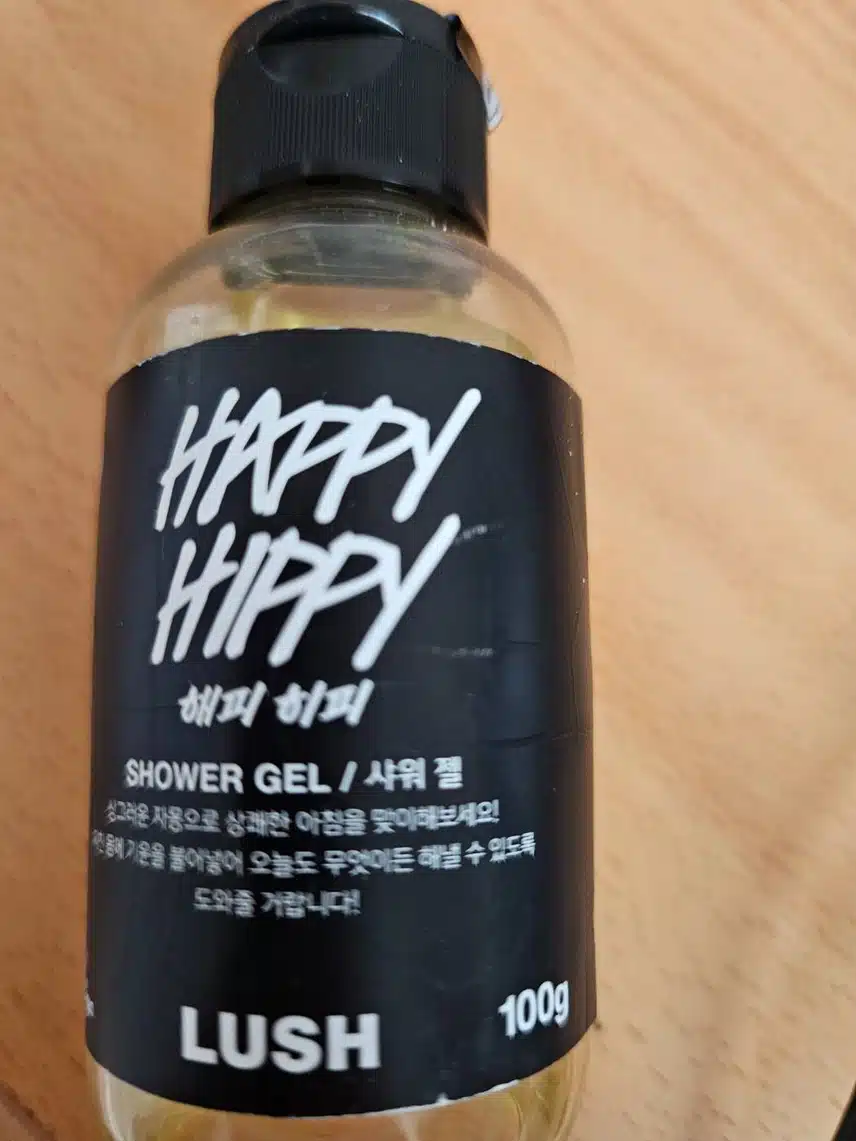 HAPPY
HIPPY
해피 히피
SHOWER GEL / 샤워 젤
싱그러운 자몽으로 상쾌한 아침을 맞이해보세요!
몸에 기운을 불어넣어 오늘도 무엇이든 해낼 수 있도록
도와줄 거랍니다!
LUSH
100g